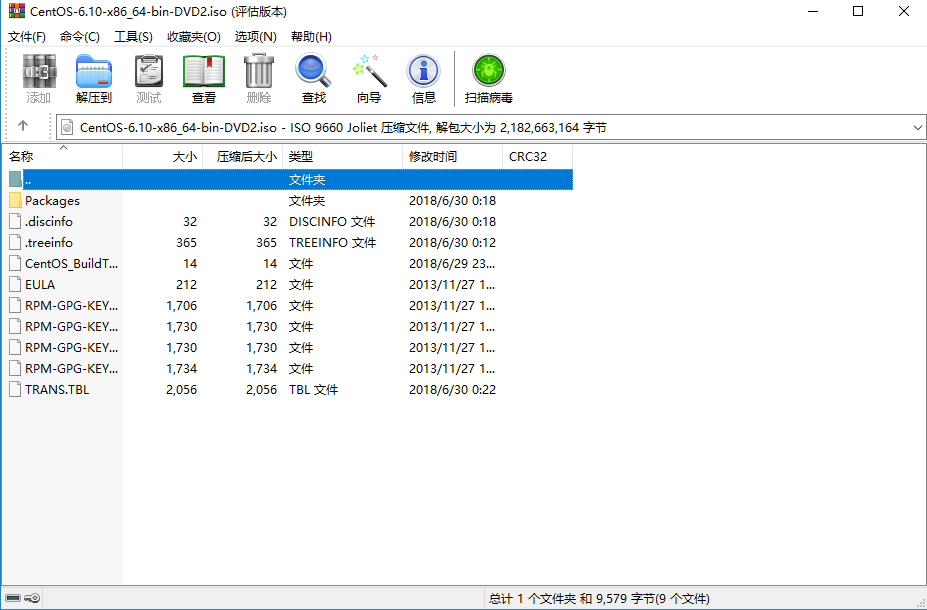 CentOS-6.10-x86_64-bin-DVD2.iso (评估版本)
文件(F) 命令(C) 工具(S) 收藏夹(O) 选项(N) 帮助(H)
添加 解压到 测试 查看 删除 查找 向导 信息 扫描病毒
CentOS-6.10-x86_64-bin-DVD2.iso - ISO 9660 Joliet 压缩文件, 解包大小为 2,182,663,164 字节
名称 大小 压缩后大小 类型 修改时间 CRC32
.. 文件夹
Packages 文件夹 2018/6/30 0:18
.discinfo 32 32 DISCINFO 文件 2018/6/30 0:18
.treeinfo 365 365 TREEINFO 文件 2018/6/30 0:12
CentOS_BuildT... 14 14 文件 2018/6/29 23...
EULA 212 212 文件 2013/11/27 1...
RPM-GPG-KEY... 1,706 1,706 文件 2013/11/27 1...
RPM-GPG-KEY... 1,730 1,730 文件 2013/11/27 1...
RPM-GPG-KEY... 1,730 1,730 文件 2013/11/27 1...
RPM-GPG-KEY... 1,734 1,734 文件 2013/11/27 1...
TRANS.TBL 2,056 2,056 TBL 文件 2018/6/30 0:22
总计 1 个文件夹 和 9,579 字节(9 个文件)